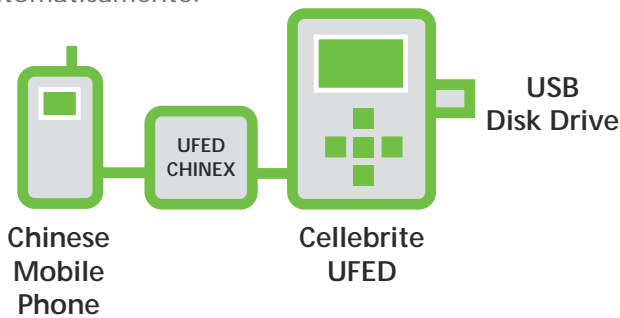 USB
Disk Drive
UFED
CHINEX
Chinese
Mobile
Phone
Cellebrite
UFED